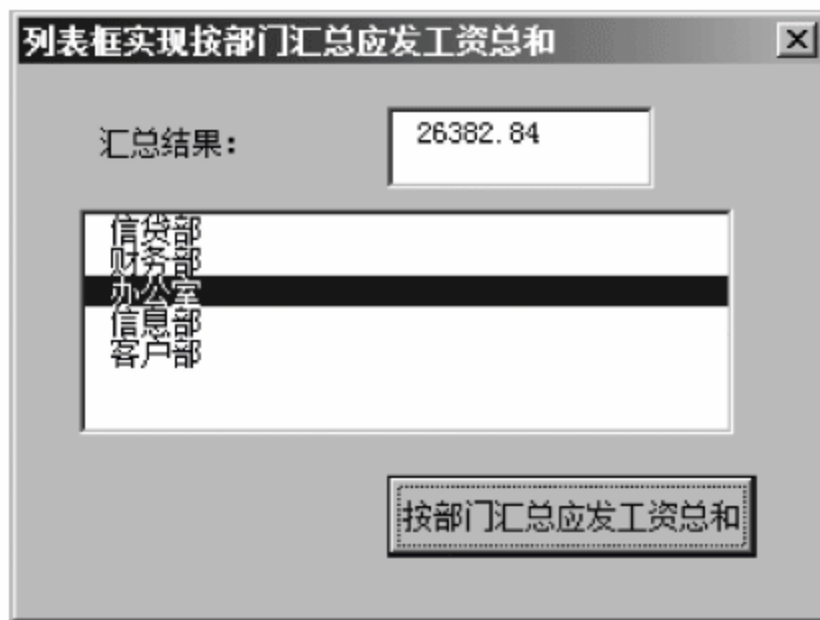 列表框实现按部门汇总应发工资总和
汇总结果:
26382.84
信贷部
财务部
办公室
信息部
客户部
按部门汇总应发工资总和